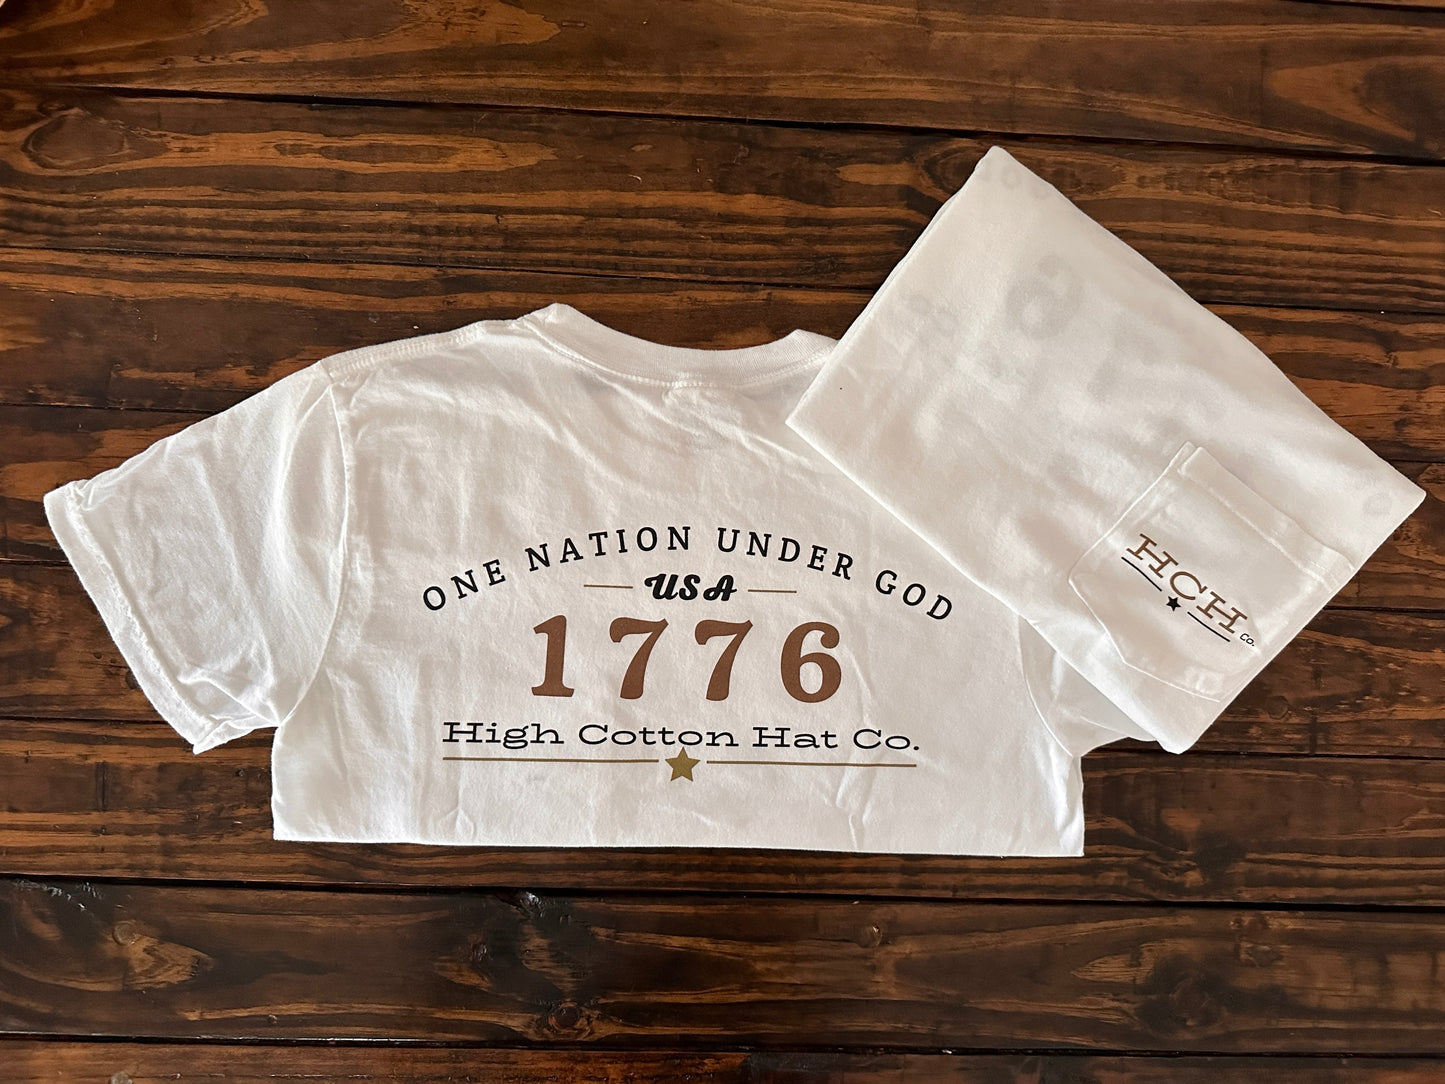 ONE NATION UNDER GOD
USA
1776
High Cotton Hat Co.
HCH Co.